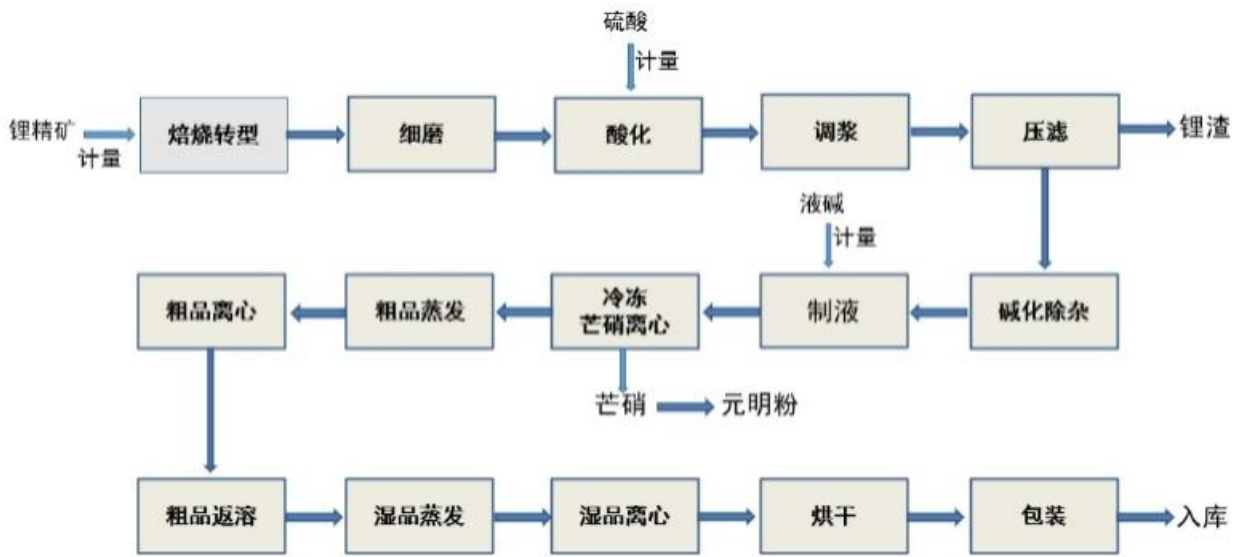 硫酸
计量
锂精矿
计量
焙烧转型
细磨
酸化
调浆
压滤
锂渣
液碱
计量
粗品离心
粗品蒸发
冷冻
芒硝离心
制液
碱化除杂
芒硝
元明粉
粗品返溶
湿品蒸发
湿品离心
烘干
包装
入库